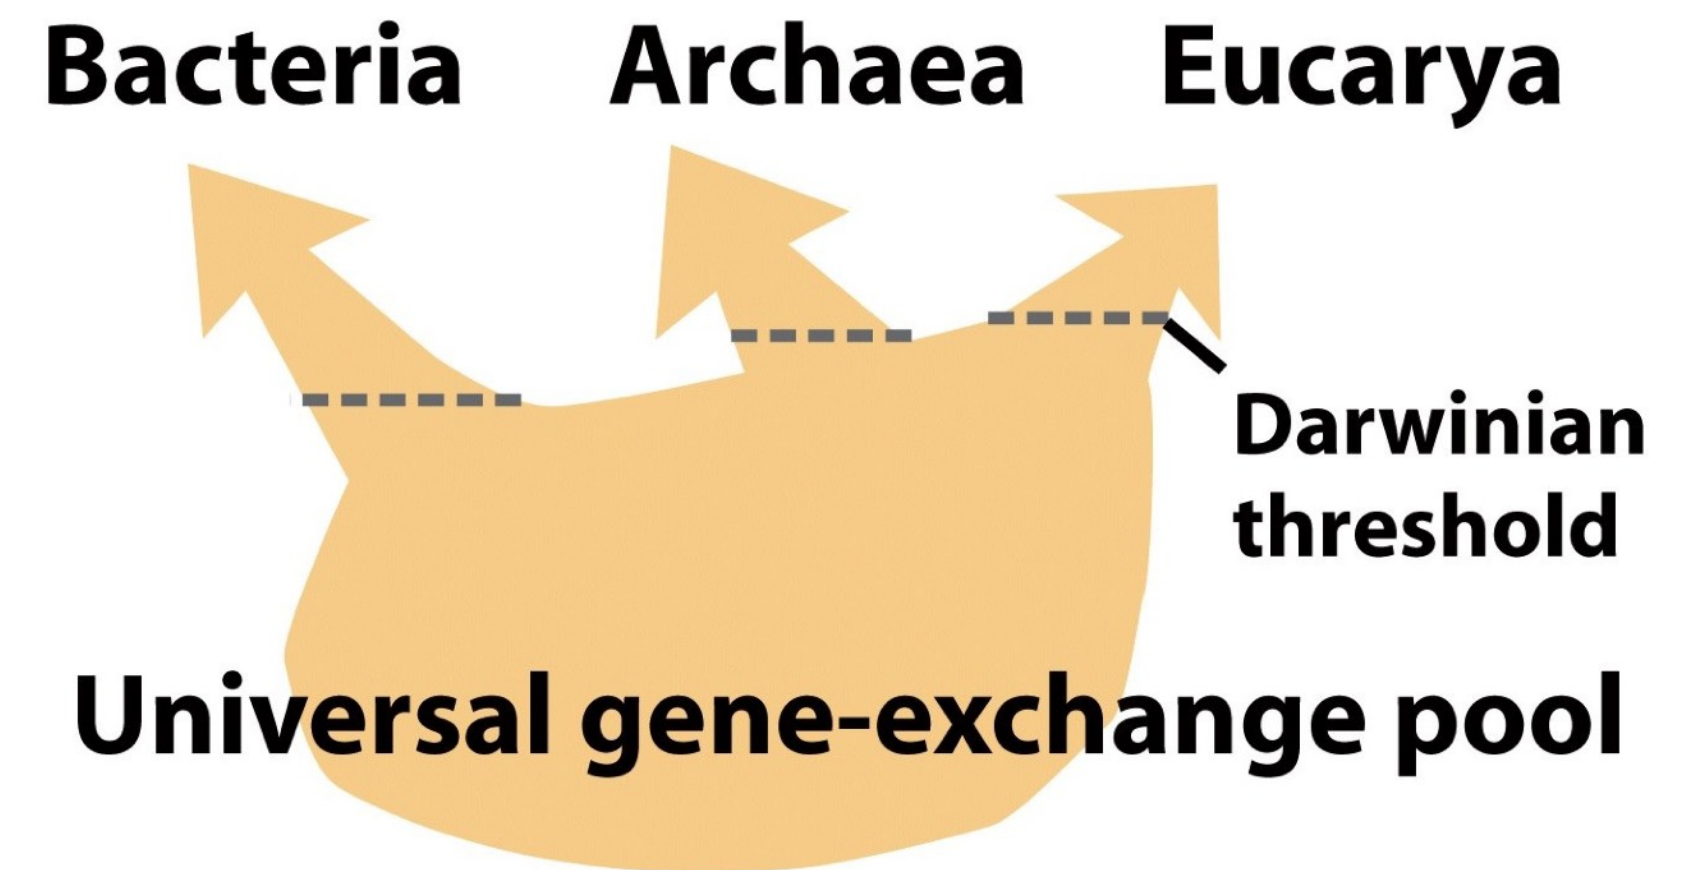 Bacteria Archaea Eucarya
Darwinian
threshold
Universal gene-exchange pool